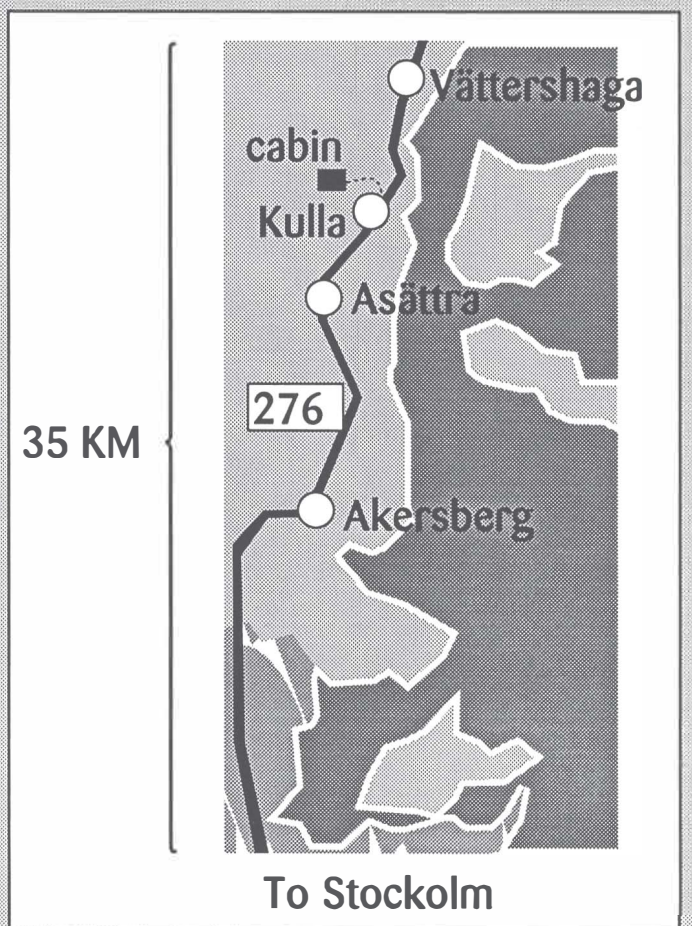 Vättershaga
cabin
Kulla
Asättra
276
35 KM
Akersberg
To Stockolm